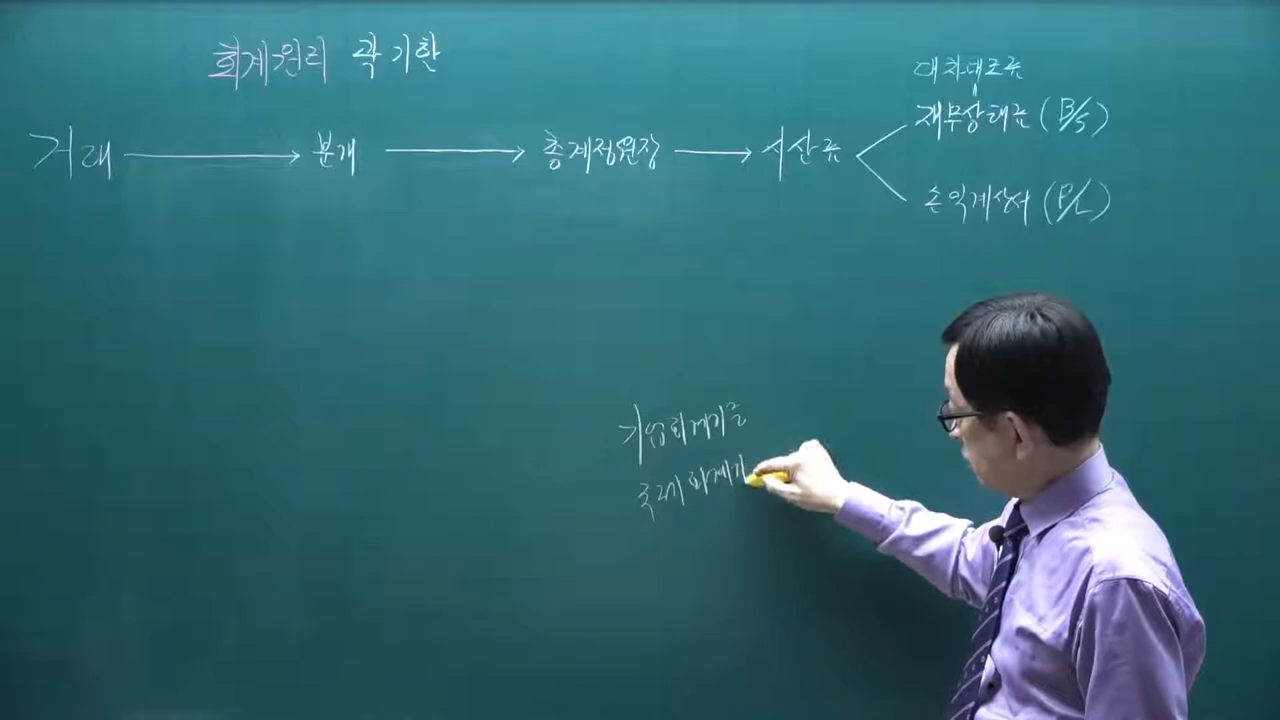 회계원리 곽기환
거래 → 분개 → 총계정원장 → 시산표
대차대조표
재무상태표 (B/S)
손익계산서 (P/L)
기업회계기준
국제회계기